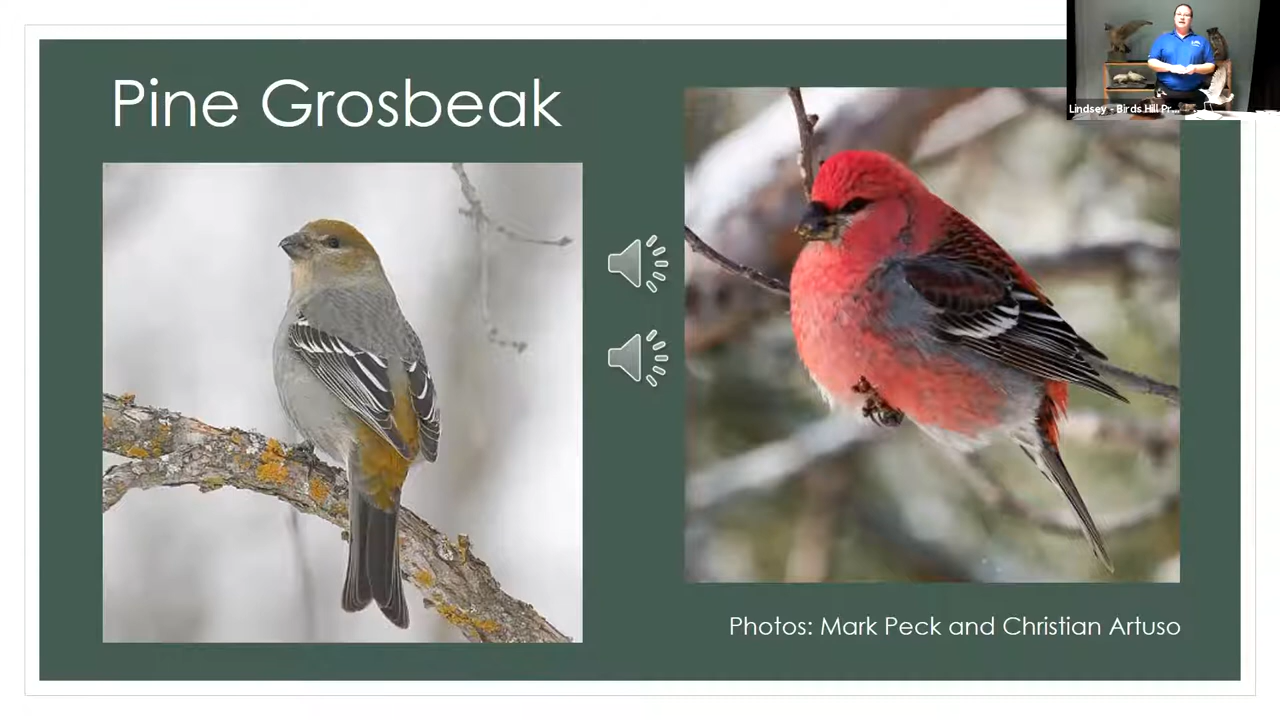 Pine Grosbeak
Lindsey - Birds Hill Pr...
Photos: Mark Peck and Christian Artuso